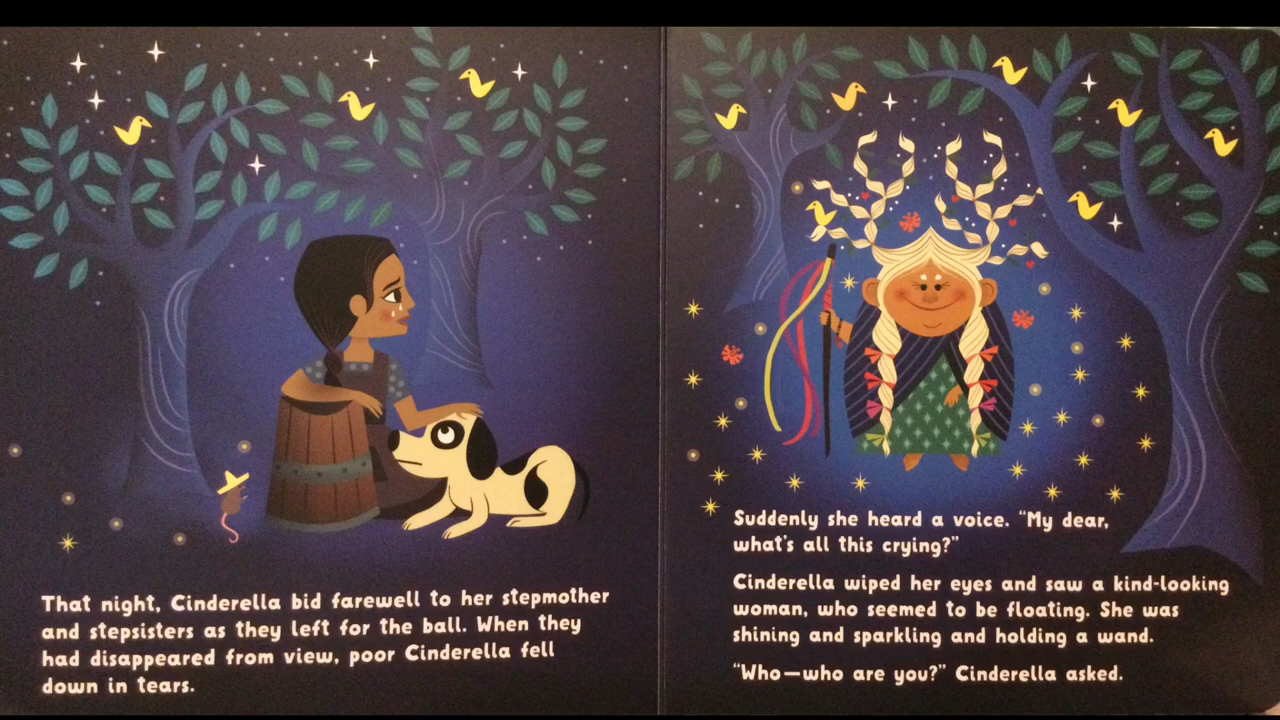 That night, Cinderella bid farewell to her stepmother
and stepsisters as they left for the ball. When they
had disappeared from view, poor Cinderella fell
down in tears.
Suddenly she heard a voice. “My dear,
what’s all this crying?”
Cinderella wiped her eyes and saw a kind-looking
woman, who seemed to be floating. She was
shining and sparkling and holding a wand.
“Who—who are you?” Cinderella asked.